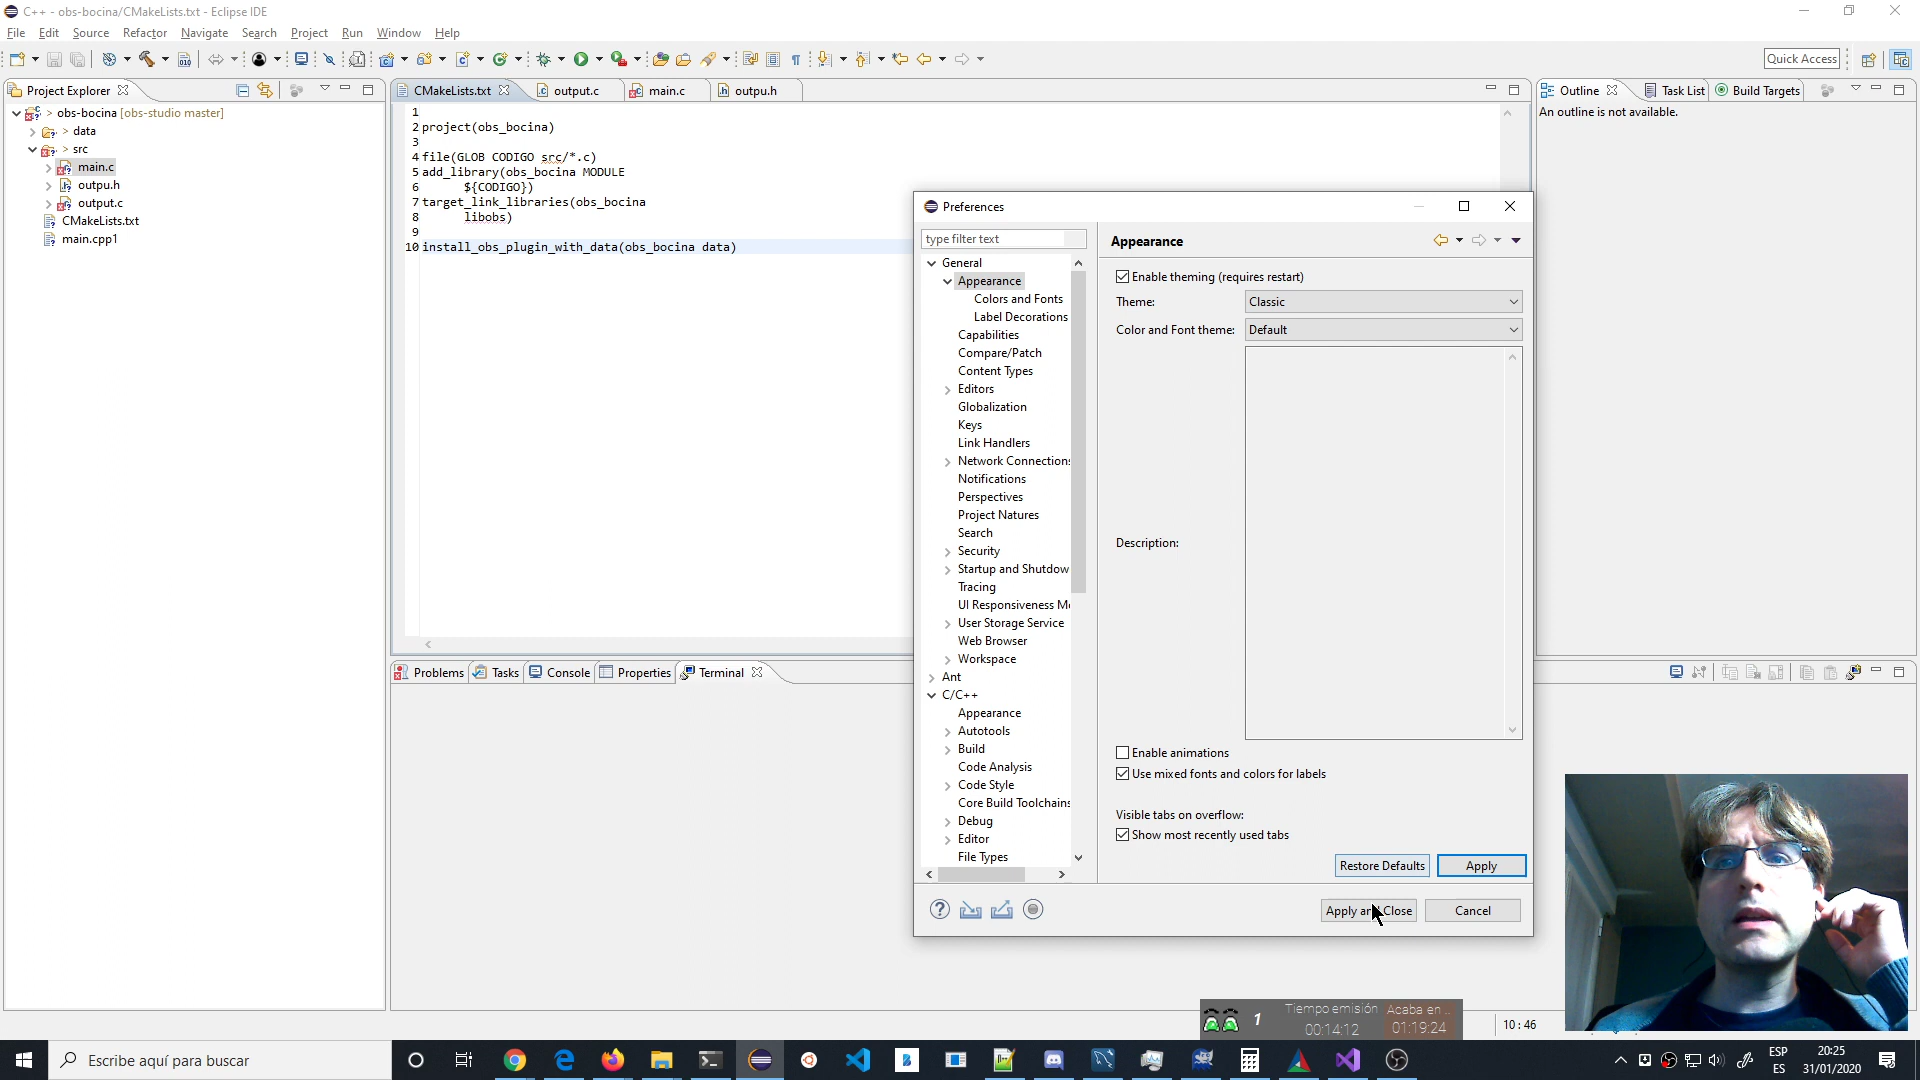 C++ - obs-bocina/CMakeLists.txt - Eclipse IDE
File Edit Source Refactor Navigate Search Project Run Window Help
Quick Access
Project Explorer
CMakeLists.txt
output.c
main.c
outpu.h
Outline
Task List
Build Targets
obs-bocina [obs-studio master]
> data
> src
main.c
outpu.h
output.c
CMakeLists.txt
main.cpp1
An outline is not available.
1
2 project(obs_bocina)
3
4 file(GLOB CODIGO src/*.c)
5 add_library(obs_bocina MODULE
6 ${CODIGO})
7 target_link_libraries(obs_bocina
8 libobs)
9
10 install_obs_plugin_with_data(obs_bocina data)
Preferences
type filter text
General
Appearance
Colors and Fonts
Label Decorations
Capabilities
Compare/Patch
Content Types
Editors
Globalization
Keys
Link Handlers
Network Connections
Notifications
Perspectives
Project Natures
Search
Security
Startup and Shutdow
Tracing
UI Responsiveness Mo
User Storage Service
Web Browser
Workspace
Ant
C/C++
Appearance
Autotools
Build
Code Analysis
Code Style
Core Build Toolchains
Debug
Editor
File Types
Appearance
Enable theming (requires restart)
Theme: Classic
Color and Font theme: Default
Description:
Enable animations
Use mixed fonts and colors for labels
Visible tabs on overflow:
Show most recently used tabs
Restore Defaults
Apply
Apply and Close
Cancel
Problems
Tasks
Console
Properties
Terminal
1
Tiempo emisión
00:14:12
Acaba en ..
01:19:24
10 : 46
Escribe aquí para buscar
ESP
ES
20:25
31/01/2020